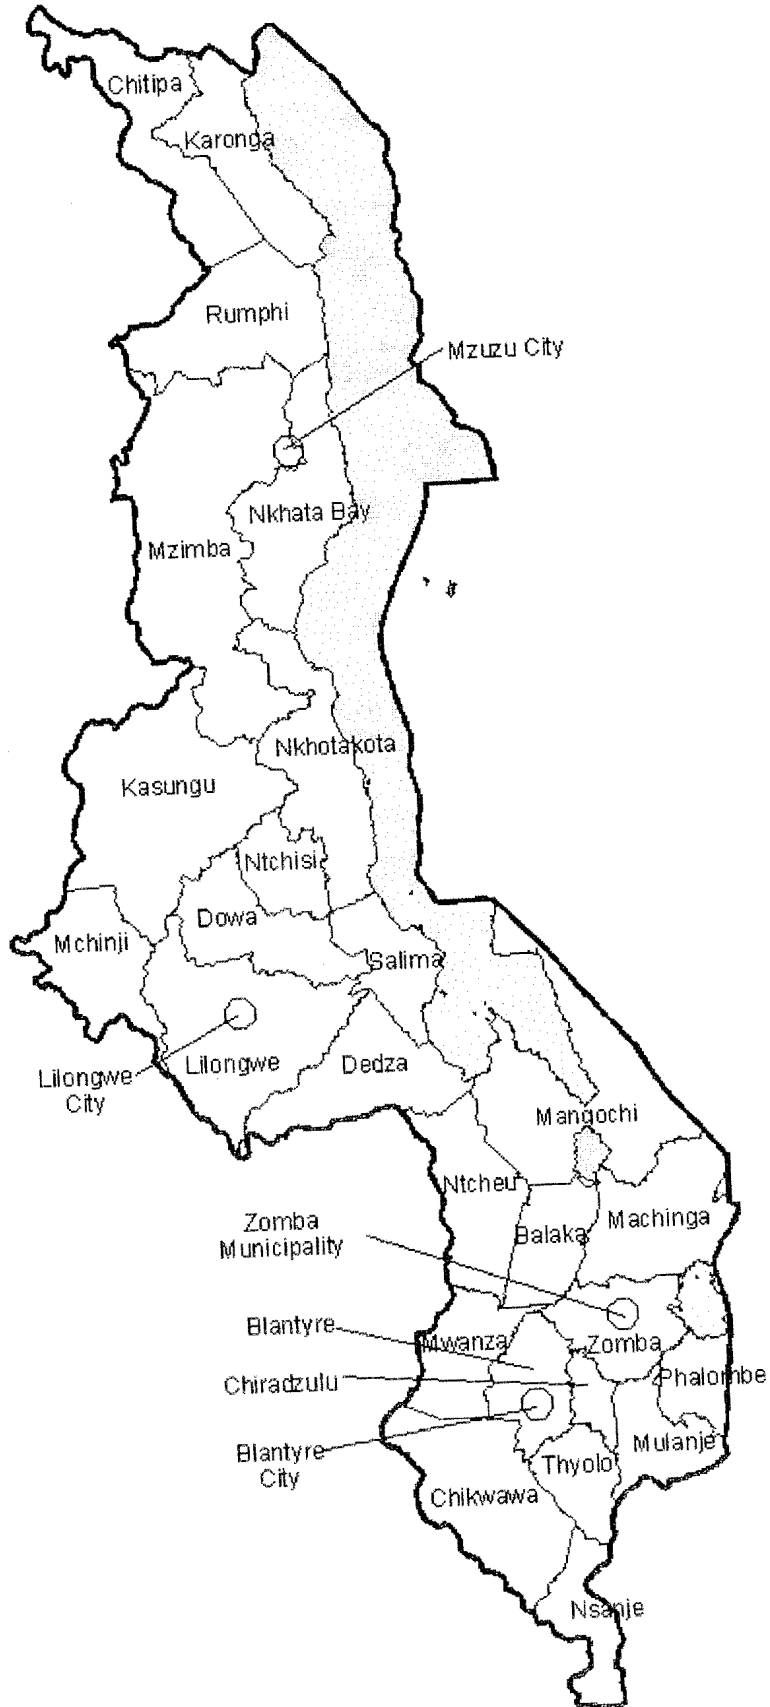 Chitipa
Karonga
Rumphi
Mzuzu City
Nkhata Bay
Mzimba
Nkhotakota
Kasungu
Ntchisi
Dowa
Mchinji
Salima
Lilongwe
City
Lilongwe
Dedza
Mangochi
Ntcheu
Zomba
Municipality
Balaka
Machinga
Blantyre
Mwanza
Zomba
Chiradzulu
Phalombe
Blantyre
City
Thyolo
Mulanje
Chikwawa
Nsanje